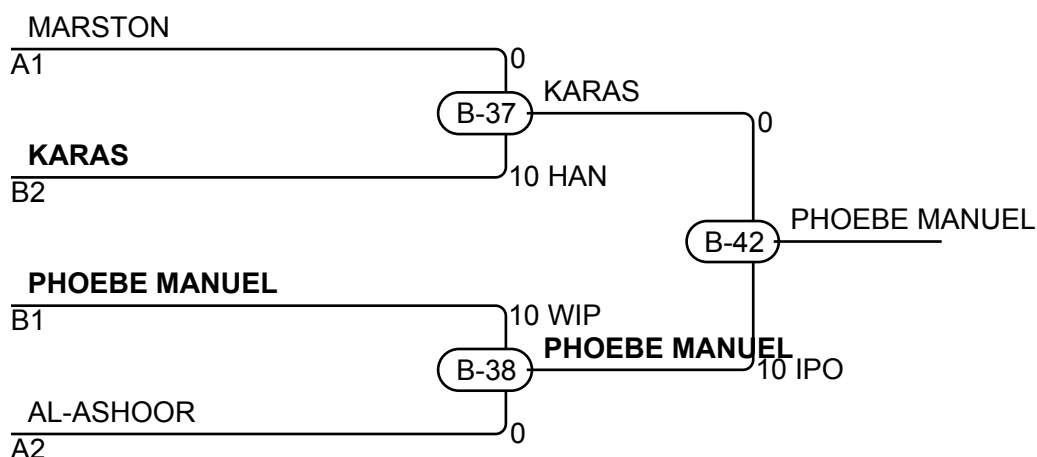 MARSTON
A1
0
B-37
KARAS
0
KARAS
B2
10 HAN
B-42
PHOEBE MANUEL
PHOEBE MANUEL
B1
10 WIP
B-38
PHOEBE MANUEL
10 IPO
AL-ASHOOR
A2
0